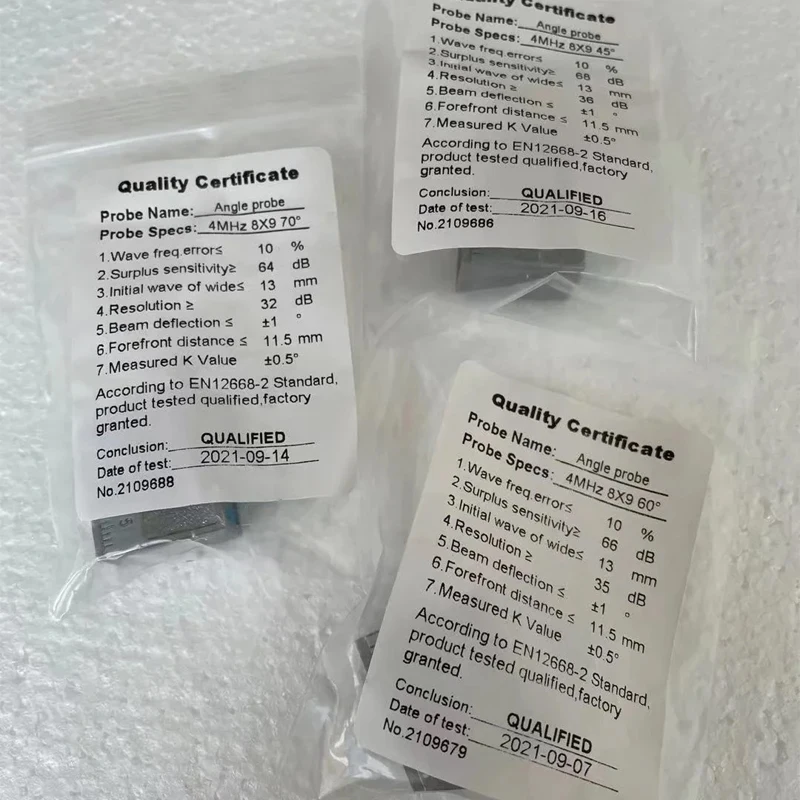 Quality Certificate
Probe Name: Angle probe
Probe Specs: 4MHz 8X9 70°
1.Wave freq.error≤ 10 %
2.Surplus sensitivity≥ 64 dB
3.Initial wave of wide≤ 13 mm
4.Resolution ≥ 32 dB
5.Beam deflection ≤ ±1 °
6.Forefront distance ≤ 11.5 mm
7.Measured K Value ±0.5°
According to EN12668-2 Standard,
product tested qualified,factory
granted.
Conclusion: QUALIFIED
Date of test: 2021-09-14
No.2109688
Quality Certificate
Probe Name: Angle probe
Probe Specs: 4MHz 8X9 45°
1.Wave freq error≤ 10 %
2.Surplus sensitivity≥ 68 dB
3.Initial wave of wide≤ 13 mm
4.Resolution ≥ 36 dB
5.Beam deflection ≤ ±1 °
6.Forefront distance ≤ 11.5 mm
7.Measured K Value ±0.5°
According to EN12668-2 Standard,
product tested qualified,factory
granted.
Conclusion: QUALIFIED
Date of test: 2021-09-16
No.2109686
Quality Certificate
Probe Name: Angle probe
Probe Specs: 4MHz 8X9 60°
1.Wave freq.error≤ 10 %
2.Surplus sensitivity≥ 66 dB
3.Initial wave of wide≤ 13 mm
4.Resolution ≥ 35 dB
5.Beam deflection ≤ ±1 °
6.Forefront distance ≤ 11.5 mm
7.Measured K Value ±0.5°
According to EN12668-2 Standard,
product tested qualified,factory
granted.
Conclusion: QUALIFIED
Date of test: 2021-09-07
No.2109679